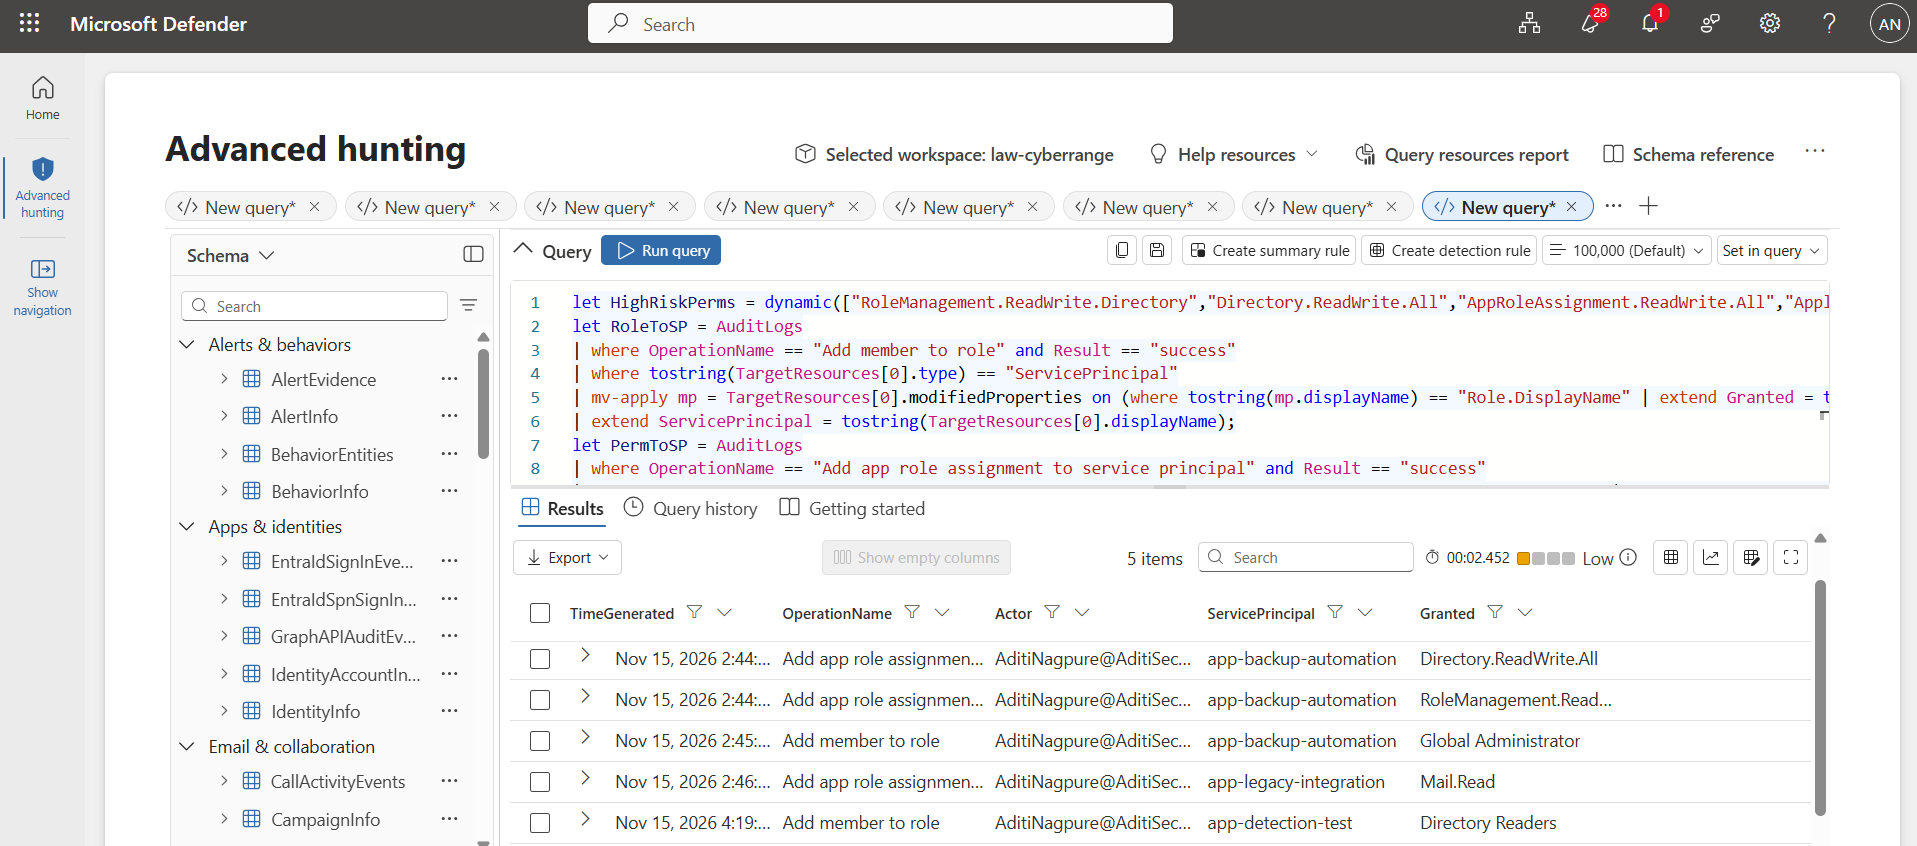 Microsoft Defender
Search
28
1
AN
Home
Advanced hunting
Show navigation
Advanced hunting
Selected workspace: law-cyberrange
Help resources
Query resources report
Schema reference
New query*
New query*
New query*
New query*
New query*
New query*
New query*
New query*
Schema
Search
Alerts & behaviors
AlertEvidence
AlertInfo
BehaviorEntities
BehaviorInfo
Apps & identities
EntraIdSignInEve...
EntraIdSpnSignIn...
GraphAPIAuditEv...
IdentityAccountIn...
IdentityInfo
Email & collaboration
CallActivityEvents
CampaignInfo
Query
Run query
Create summary rule
Create detection rule
100,000 (Default)
Set in query
1 let HighRiskPerms = dynamic(["RoleManagement.ReadWrite.Directory","Directory.ReadWrite.All","AppRoleAssignment.ReadWrite.All","Appl
2 let RoleToSP = AuditLogs
3 | where OperationName == "Add member to role" and Result == "success"
4 | where tostring(TargetResources[0].type) == "ServicePrincipal"
5 | mv-apply mp = TargetResources[0].modifiedProperties on (where tostring(mp.displayName) == "Role.DisplayName" | extend Granted = t
6 | extend ServicePrincipal = tostring(TargetResources[0].displayName);
7 let PermToSP = AuditLogs
8 | where OperationName == "Add app role assignment to service principal" and Result == "success"
Results
Query history
Getting started
Export
Show empty columns
5 items
Search
00:02.452
Low
TimeGenerated OperationName Actor ServicePrincipal Granted
Nov 15, 2026 2:44:... Add app role assignmen... AditiNagpure@AditiSec... app-backup-automation Directory.ReadWrite.All
Nov 15, 2026 2:44:... Add app role assignmen... AditiNagpure@AditiSec... app-backup-automation RoleManagement.Read...
Nov 15, 2026 2:45:... Add member to role AditiNagpure@AditiSec... app-backup-automation Global Administrator
Nov 15, 2026 2:46:... Add app role assignmen... AditiNagpure@AditiSec... app-legacy-integration Mail.Read
Nov 15, 2026 4:19:... Add member to role AditiNagpure@AditiSec... app-detection-test Directory Readers